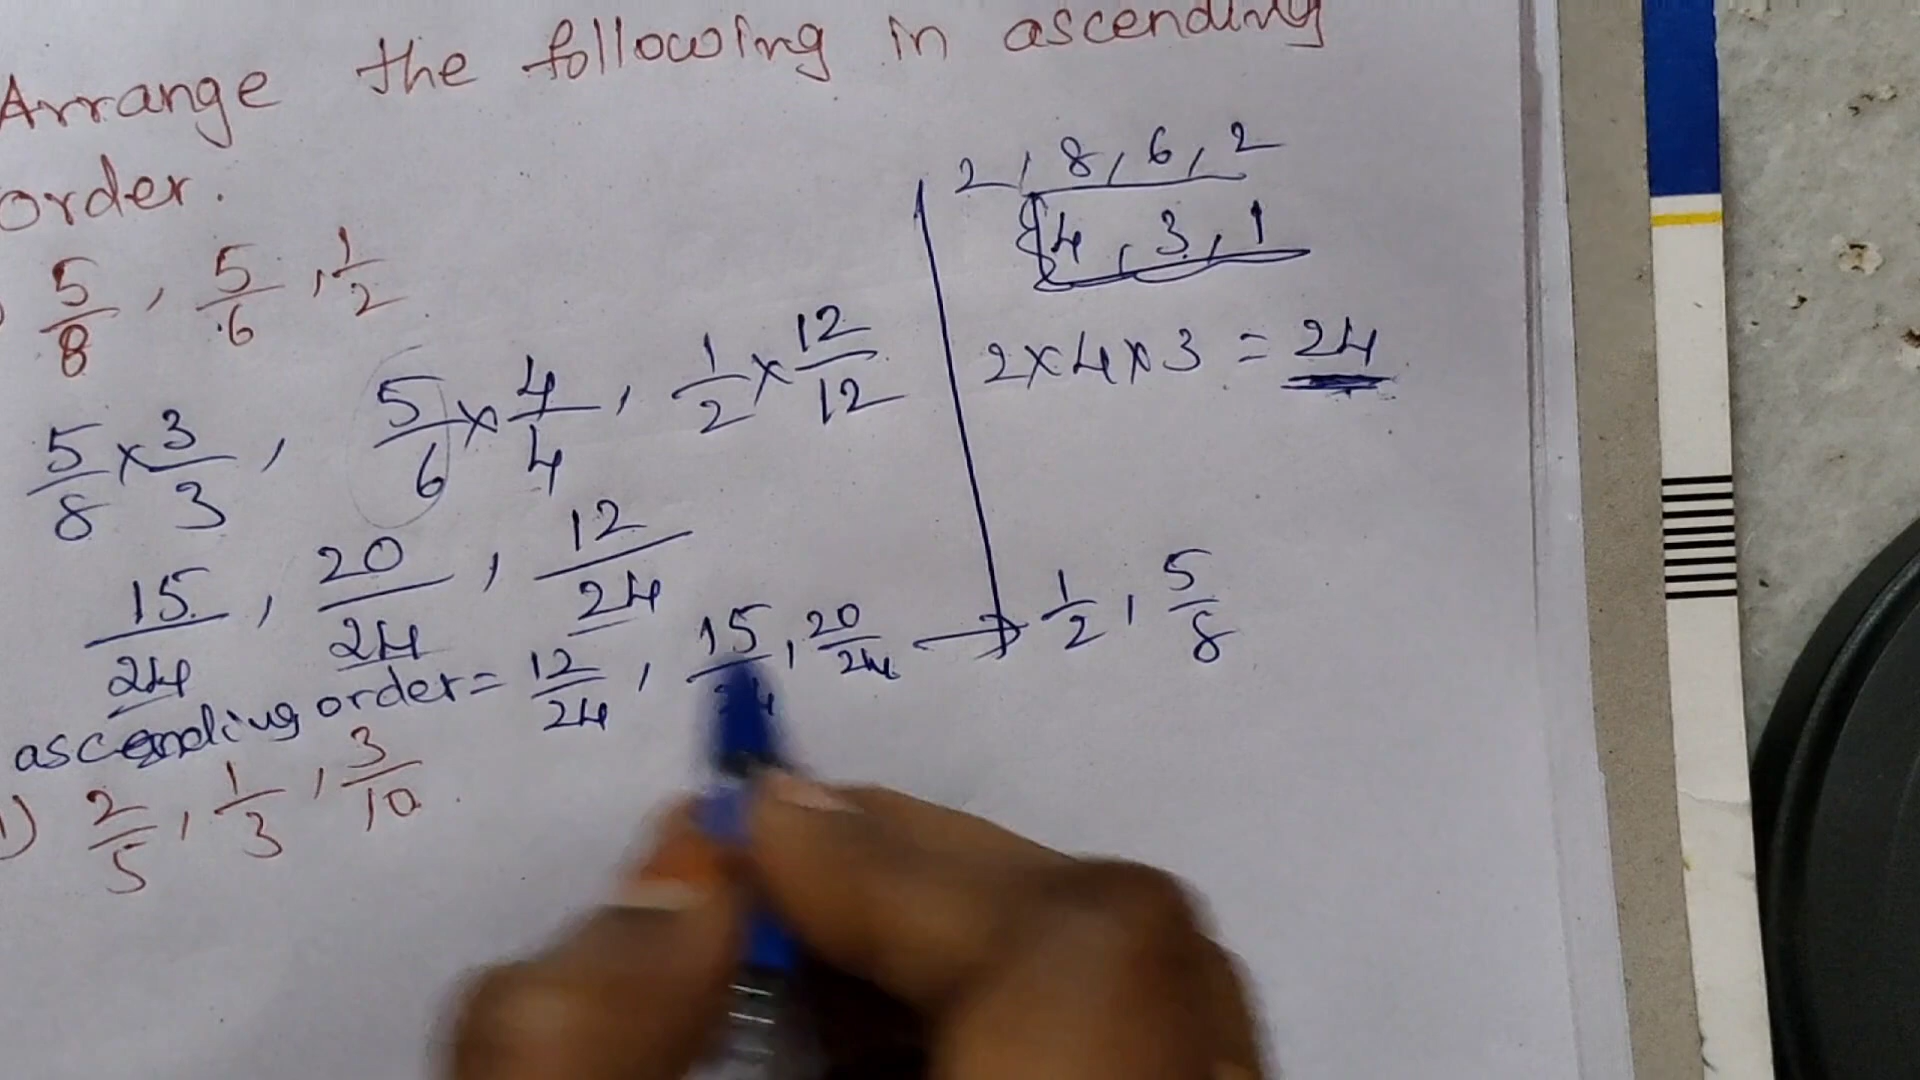 Arrange the following in ascending
order.
5/8, 5/6, 1/2
2, 8, 6, 2
4, 3, 1
2×4×3 = 24
5/8 × 3/3, 5/6 × 4/4, 1/2 × 12/12
15/24, 20/24, 12/24
ascending order = 12/24, 15/24, 20/24 → 1/2, 5/8
) 2/5, 1/3, 3/10